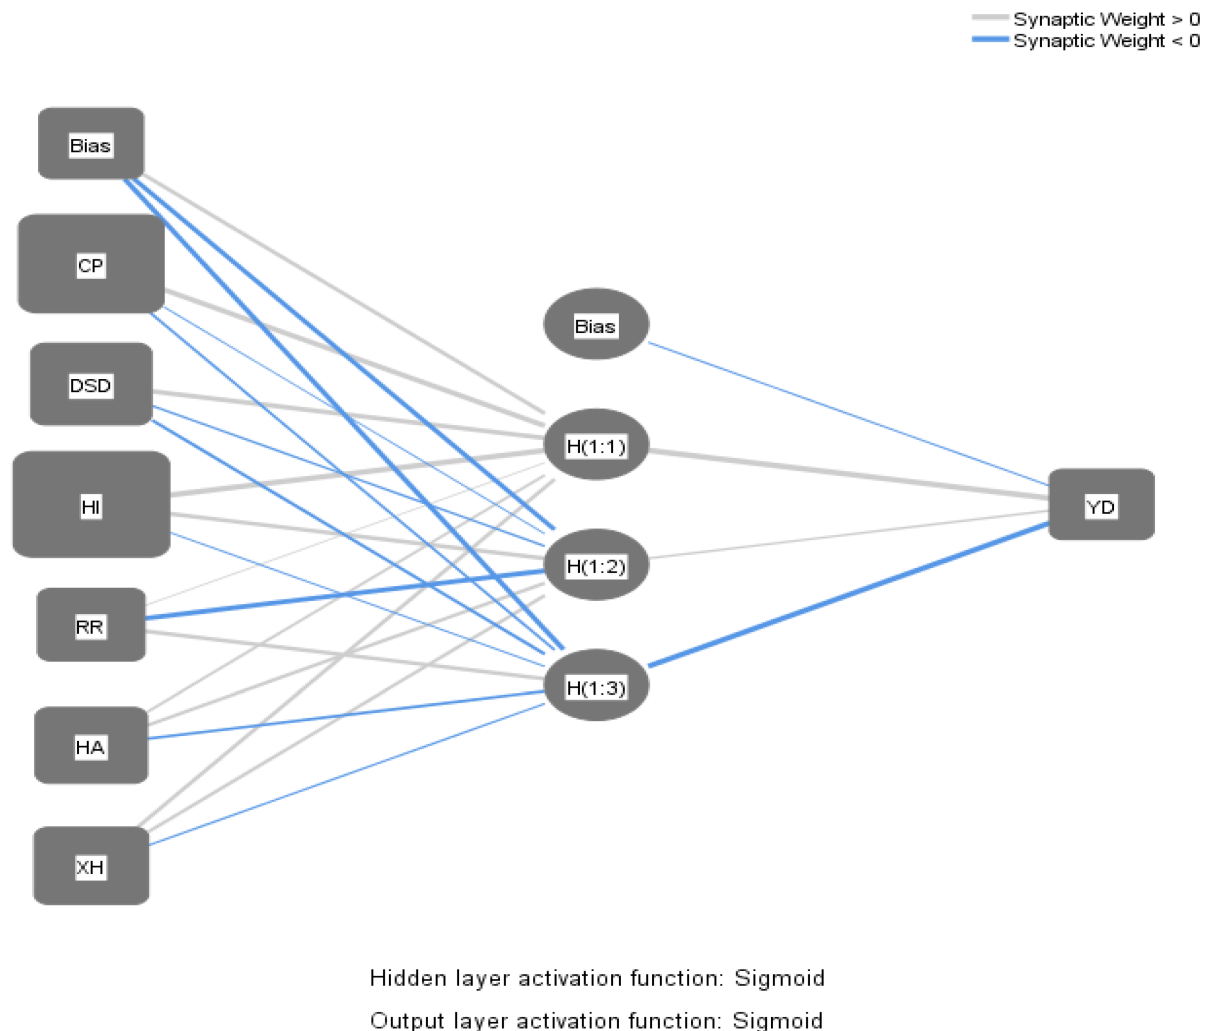 Synaptic Weight > 0
Synaptic Weight < 0
Bias
CP
DSD
HI
RR
HA
XH
Bias
H(1:1)
H(1:2)
H(1:3)
YD
Hidden layer activation function: Sigmoid
Output layer activation function: Sigmoid